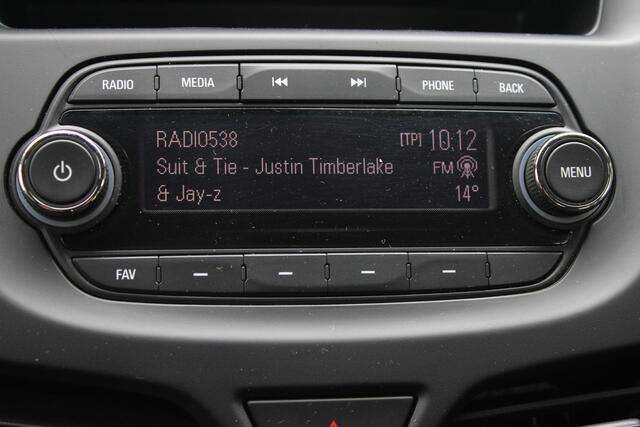 RADIO MEDIA PHONE BACK
RADIO538 [TP] 10:12
Suit & Tie - Justin Timberlake FM
& Jay-z 14°
MENU
FAV